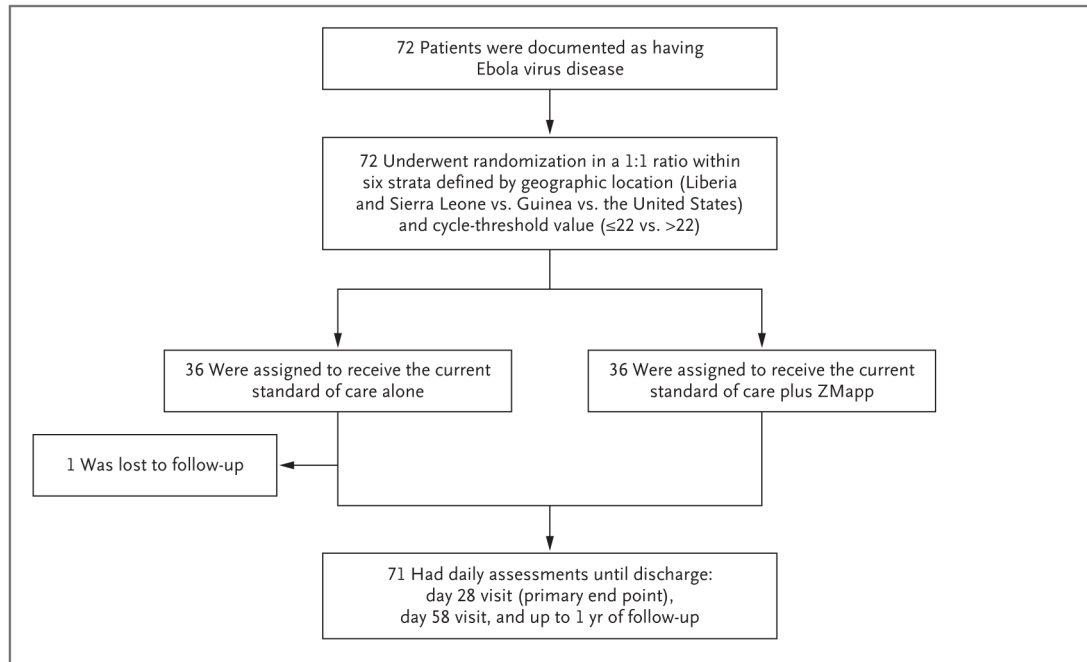 72 Patients were documented as having
Ebola virus disease
72 Underwent randomization in a 1:1 ratio within
six strata defined by geographic location (Liberia
and Sierra Leone vs. Guinea vs. the United States)
and cycle-threshold value (≤22 vs. >22)
36 Were assigned to receive the current
standard of care alone
36 Were assigned to receive the current
standard of care plus ZMapp
1 Was lost to follow-up
71 Had daily assessments until discharge:
day 28 visit (primary end point),
day 58 visit, and up to 1 yr of follow-up